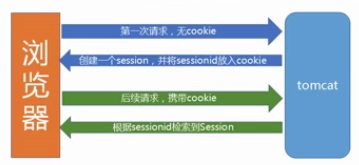 浏览器
第一次请求，无cookie
创建一个session，并将sessionid放入cookie
后续请求，携带cookie
根据sessionid检索到Session
tomcat